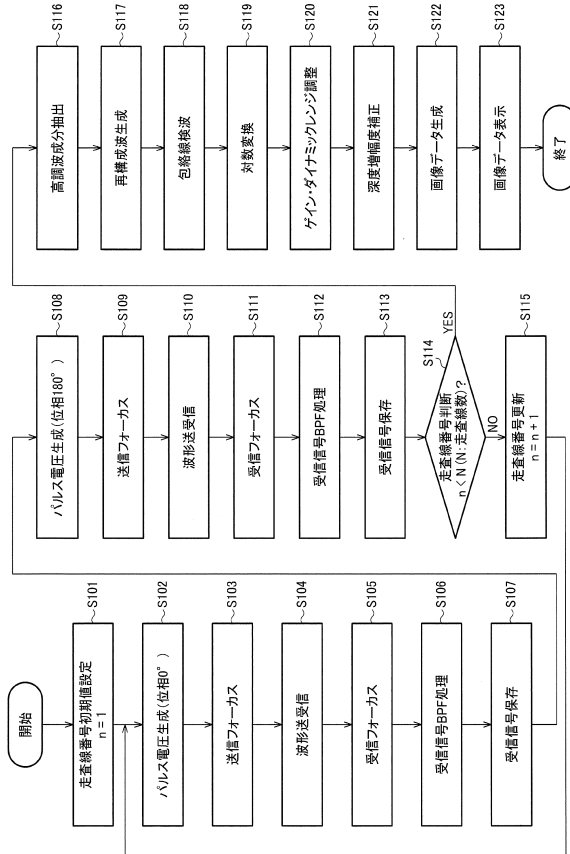 開始
走査線番号初期値設定
n = 1
S101
パルス電圧生成(位相0°)
S102
送信フォーカス
S103
波形送受信
S104
受信フォーカス
S105
受信信号BPF処理
S106
受信信号保存
S107
パルス電圧生成(位相180°)
S108
送信フォーカス
S109
波形送受信
S110
受信フォーカス
S111
受信信号BPF処理
S112
受信信号保存
S113
走査線番号判断
n < N (N:走査線数)?
S114
YES
NO
走査線番号更新
n = n + 1
S115
高調波成分抽出
S116
再構成波生成
S117
包絡線検波
S118
対数変換
S119
ゲイン・ダイナミックレンジ調整
S120
深度増幅度補正
S121
画像データ生成
S122
画像データ表示
S123
終了